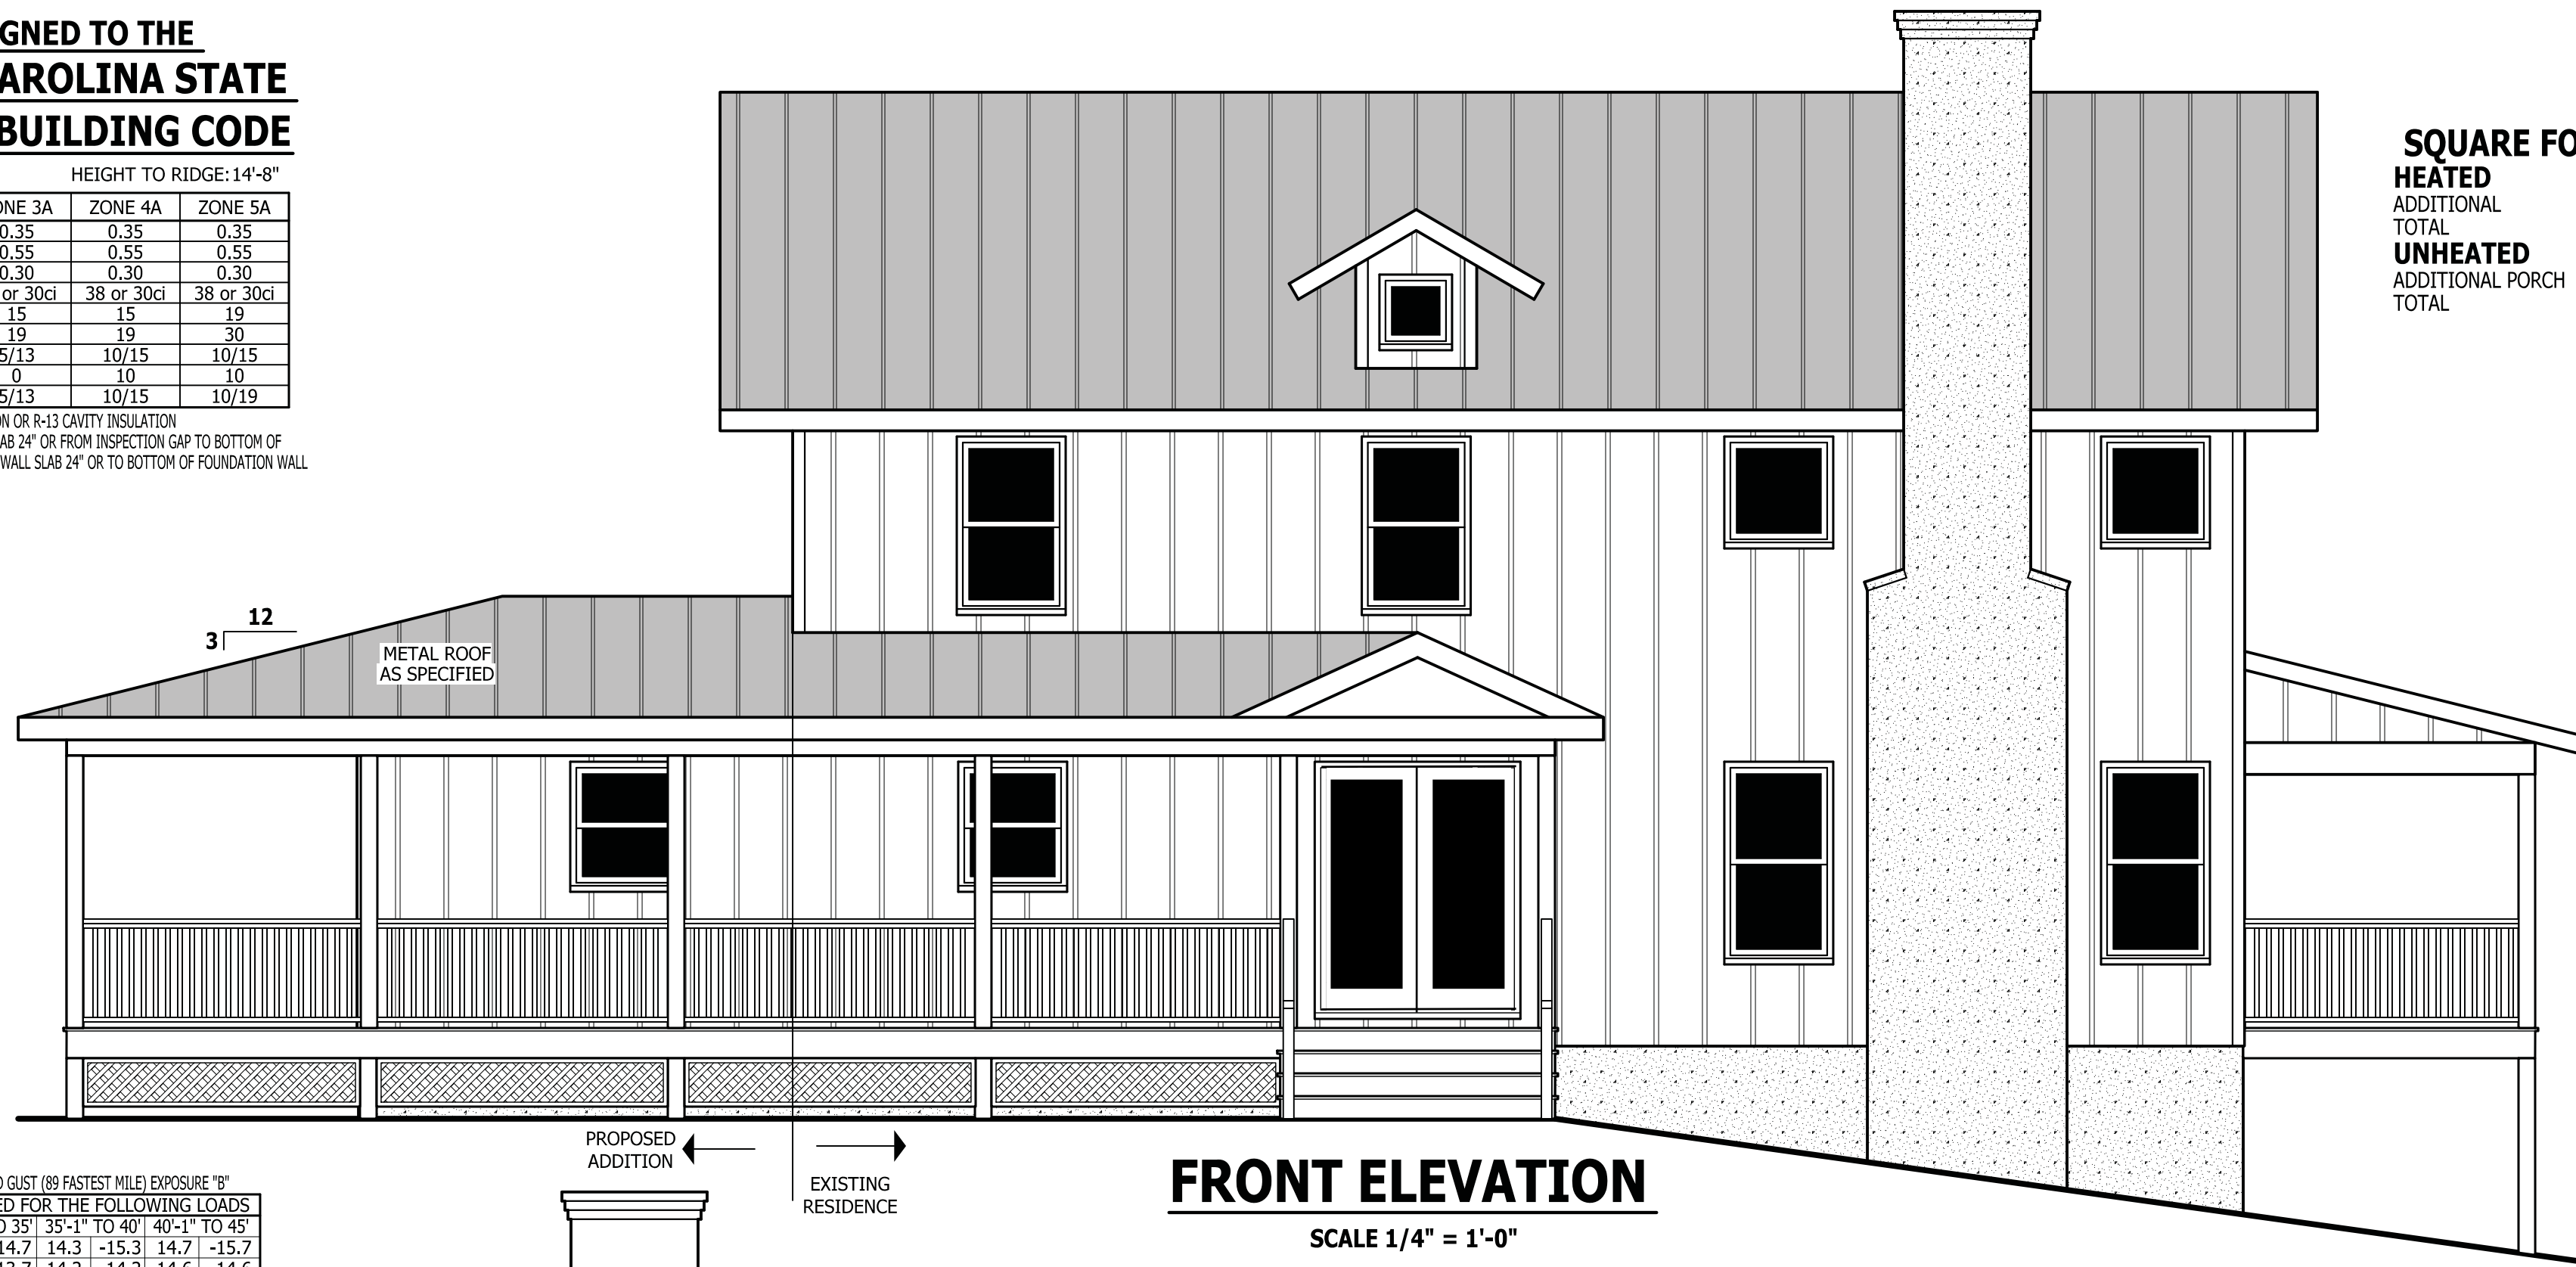 GNED TO THE
AROLINA STATE
BUILDING CODE
HEIGHT TO RIDGE: 14'-8"
ONE 3A ZONE 4A ZONE 5A
0.35 0.35 0.35
0.55 0.55 0.55
0.30 0.30 0.30
or 30ci 38 or 30ci 38 or 30ci
15 15 19
19 19 30
5/13 10/15 10/15
0 10 10
5/13 10/15 10/19
ON OR R-13 CAVITY INSULATION
AB 24" OR FROM INSPECTION GAP TO BOTTOM OF
WALL SLAB 24" OR TO BOTTOM OF FOUNDATION WALL
SQUARE FO
HEATED
ADDITIONAL
TOTAL
UNHEATED
ADDITIONAL PORCH
TOTAL
12
3
METAL ROOF
AS SPECIFIED
PROPOSED
ADDITION
EXISTING
RESIDENCE
FRONT ELEVATION
SCALE 1/4" = 1'-0"
D GUST (89 FASTEST MILE) EXPOSURE "B"
ED FOR THE FOLLOWING LOADS
O 35' 35'-1" TO 40' 40'-1" TO 45'
14.7 14.3 -15.3 14.7 -15.7